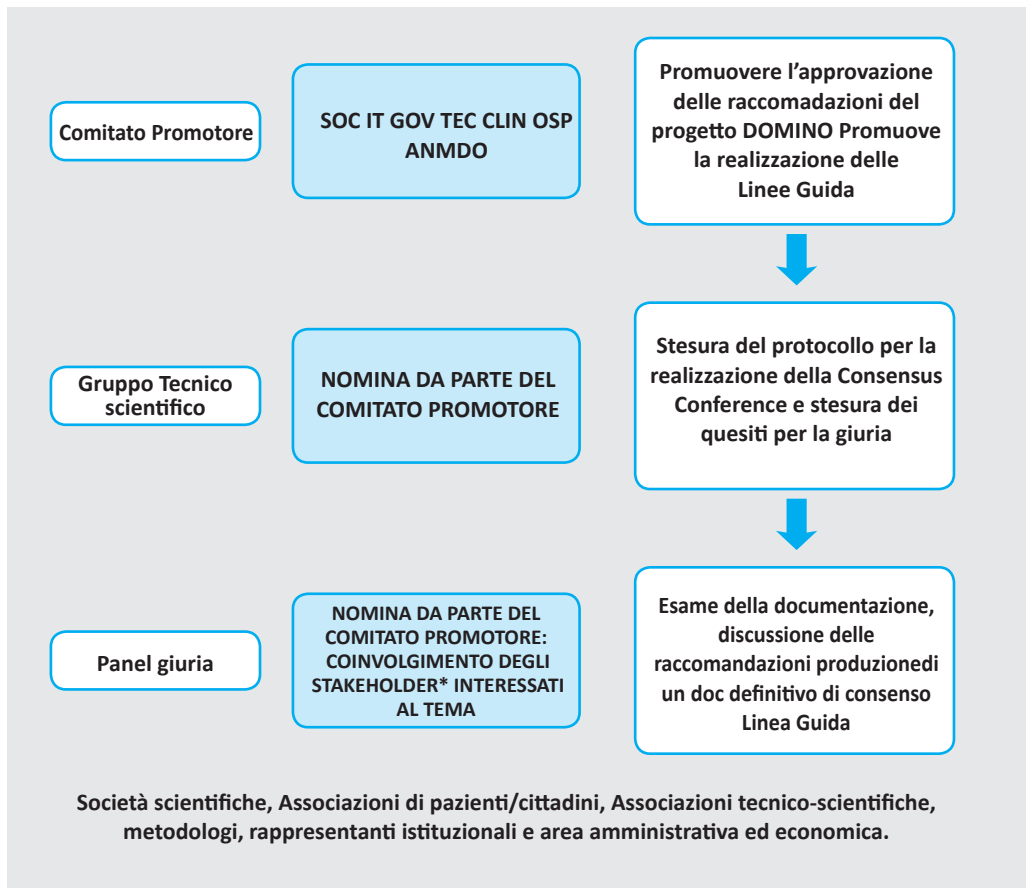 Comitato Promotore
SOC IT GOV TEC CLIN OSP
ANMDO
Promuovere l’approvazione
delle raccomadazioni del
progetto DOMINO Promuove
la realizzazione delle
Linee Guida
Gruppo Tecnico
scientifico
NOMINA DA PARTE DEL
COMITATO PROMOTORE
Stesura del protocollo per la
realizzazione della Consensus
Conference e stesura dei
quesiti per la giuria
Panel giuria
NOMINA DA PARTE DEL
COMITATO PROMOTORE:
COINVOLGIMENTO DEGLI
STAKEHOLDER* INTERESSATI
AL TEMA
Esame della documentazione,
discussione delle
raccomandazioni produzionedi
un doc definitivo di consenso
Linea Guida
Società scientifiche, Associazioni di pazienti/cittadini, Associazioni tecnico-scientifiche,
metodologi, rappresentanti istituzionali e area amministrativa ed economica.